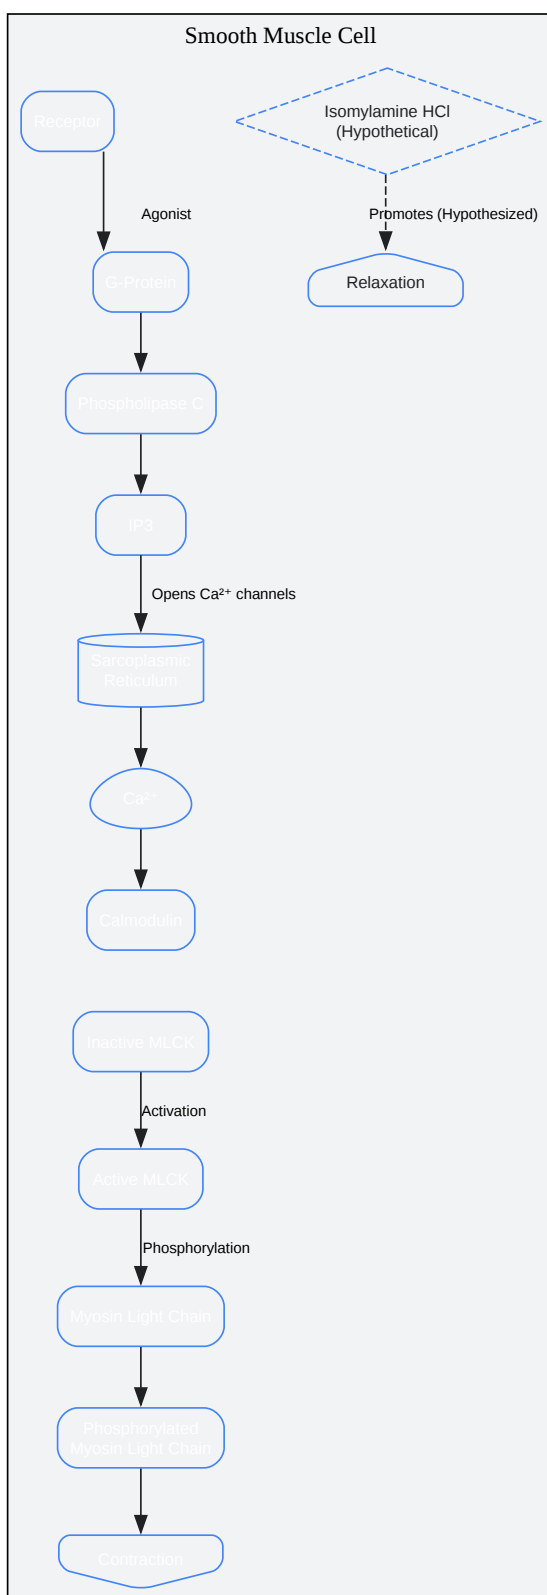 Smooth Muscle Cell
Receptor
Isomylamine HCl
(Hypothetical)
Agonist
Promotes (Hypothesized)
G-Protein
Relaxation
Phospholipase C
IP3
Opens Ca²⁺ channels
Sarcoplasmic
Reticulum
Ca²⁺
Calmodulin
Inactive MLCK
Activation
Active MLCK
Phosphorylation
Myosin Light Chain
Phosphorylated
Myosin Light Chain
Contraction